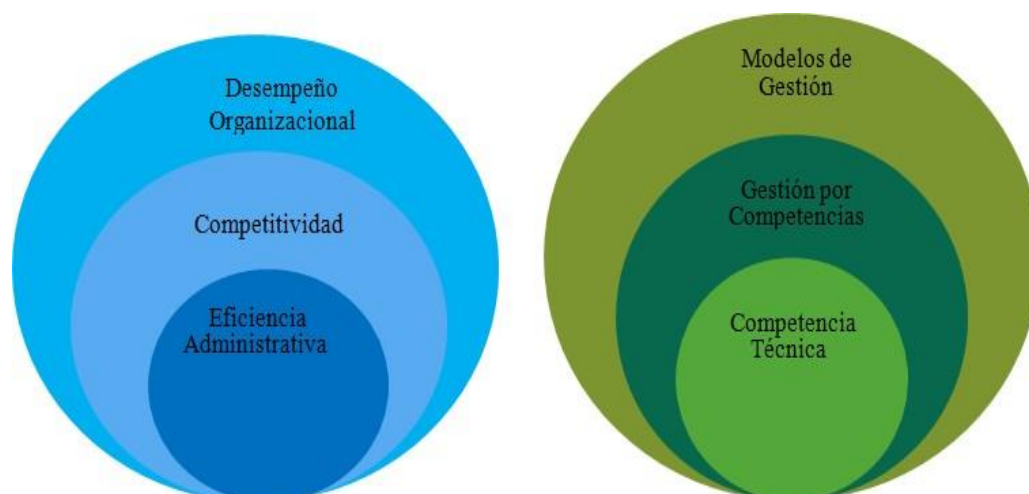 Desempeño
Organizacional
Competitividad
Eficiencia
Administrativa
Modelos de
Gestión
Gestión por
Competencias
Competencia
Técnica